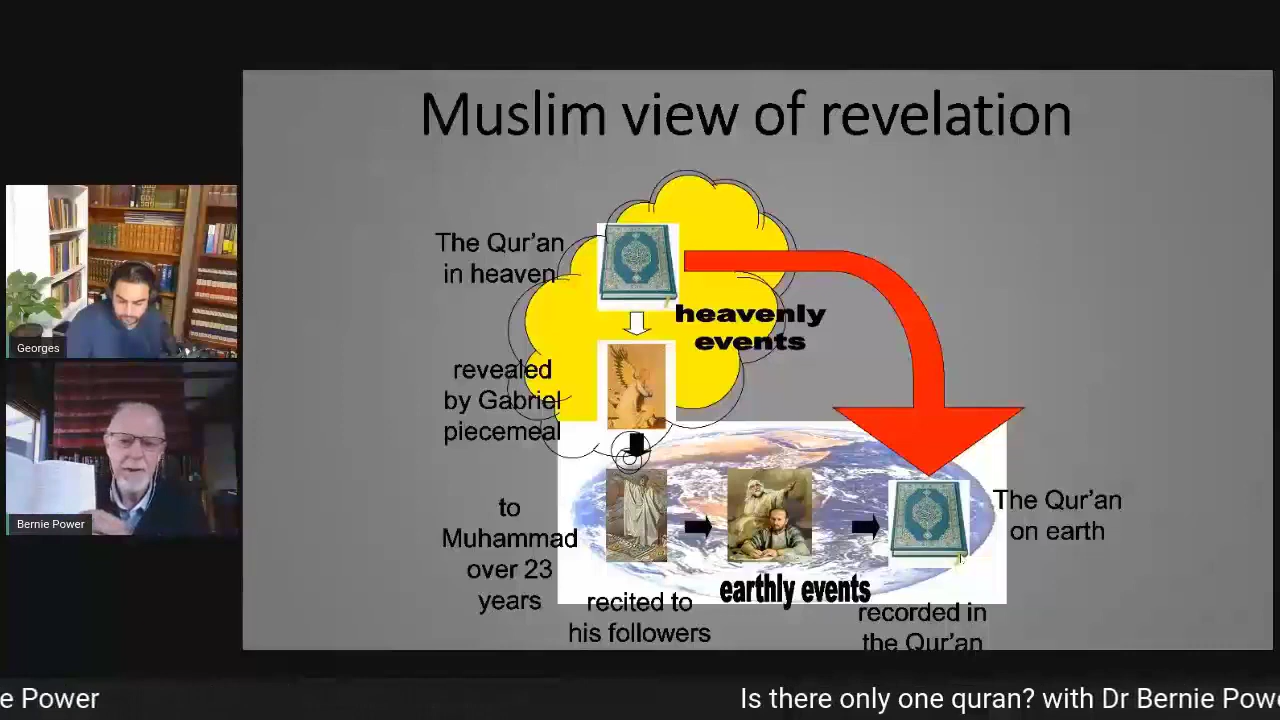 Muslim view of revelation
The Qur'an
in heaven
heavenly
events
revealed
by Gabriel
piecemeal
to
Muhammad
over 23
years
recited to
his followers
earthly events
The Qur'an
on earth
recorded in
the Qur'an
Georges
Bernie Power
e Power
Is there only one quran? with Dr Bernie Pow